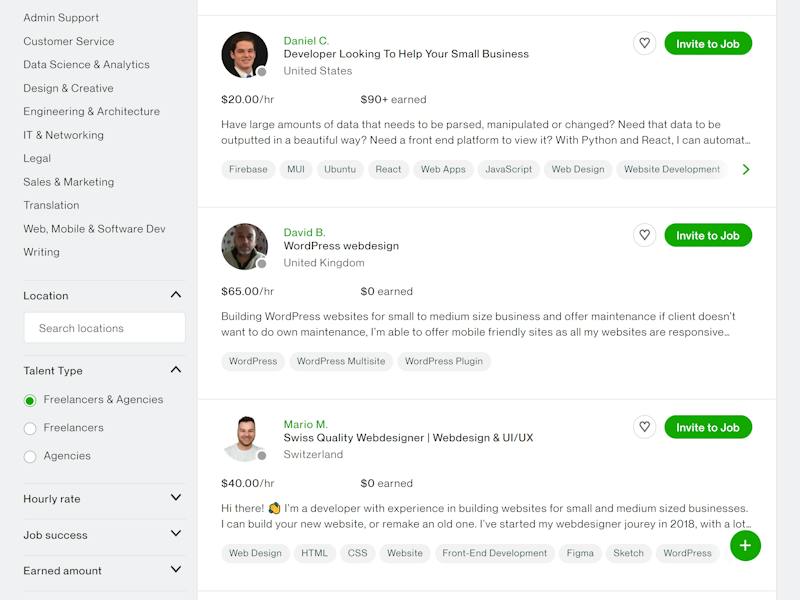 Admin Support
Customer Service
Data Science & Analytics
Design & Creative
Engineering & Architecture
IT & Networking
Legal
Sales & Marketing
Translation
Web, Mobile & Software Dev
Writing
Location
Search locations
Talent Type
Freelancers & Agencies
Freelancers
Agencies
Hourly rate
Job success
Earned amount
Daniel C.
Developer Looking To Help Your Small Business
United States
Invite to Job
$20.00/hr $90+ earned
Have large amounts of data that needs to be parsed, manipulated or changed? Need that data to be
outputted in a beautiful way? Need a front end platform to view it? With Python and React, I can automat...
Firebase MUI Ubuntu React Web Apps JavaScript Web Design Website Development
David B.
WordPress webdesign
United Kingdom
Invite to Job
$65.00/hr $0 earned
Building WordPress websites for small to medium size business and offer maintenance if client doesn't
want to do own maintenance, I'm able to offer mobile friendly sites as all my websites are responsive...
WordPress WordPress Multisite WordPress Plugin
Mario M.
Swiss Quality Webdesigner | Webdesign & UI/UX
Switzerland
Invite to Job
$40.00/hr $0 earned
Hi there! 👋 I'm a developer with experience in building websites for small and medium sized businesses.
I can build your new website, or remake an old one. I've started my webdesigner jourey in 2018, with a lot...
Web Design HTML CSS Website Front-End Development Figma Sketch WordPress